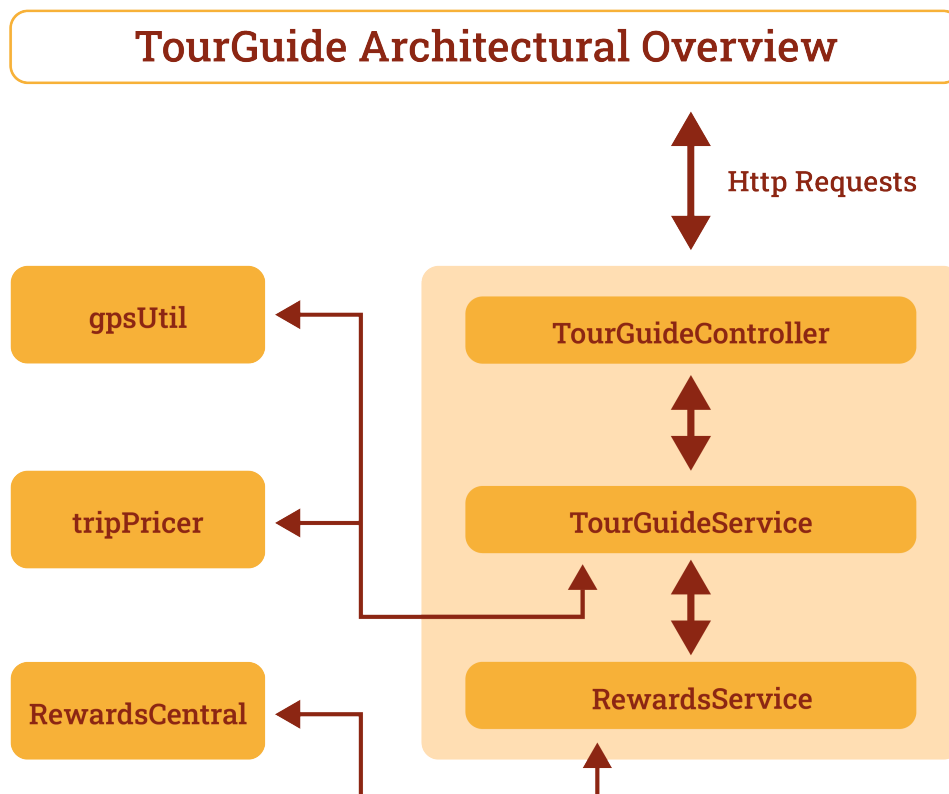 TourGuide Architectural Overview
Http Requests
gpsUtil
TourGuideController
tripPricer
TourGuideService
RewardsCentral
RewardsService